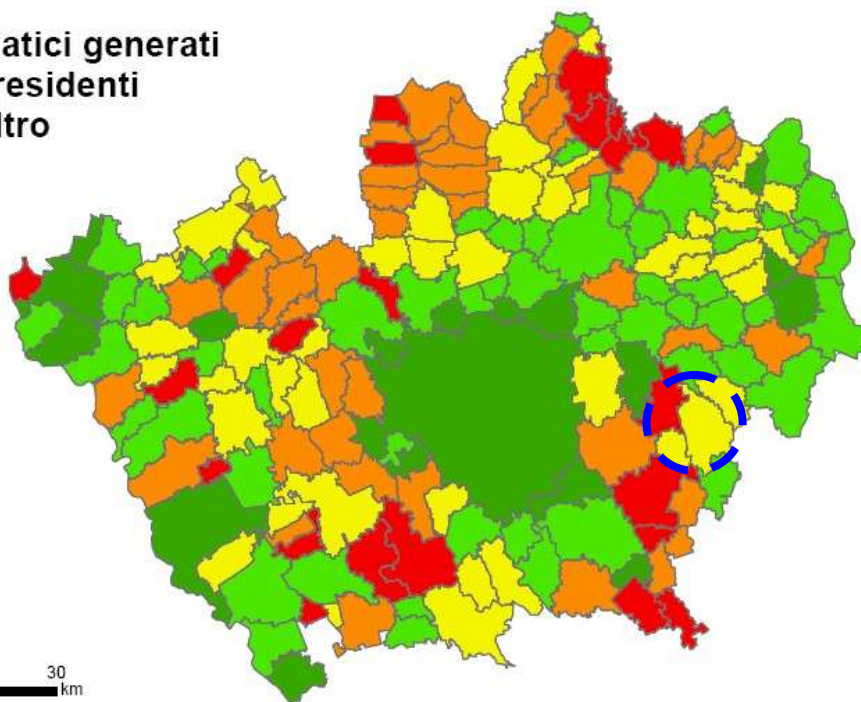 atici generati
residenti
ltro
30
km